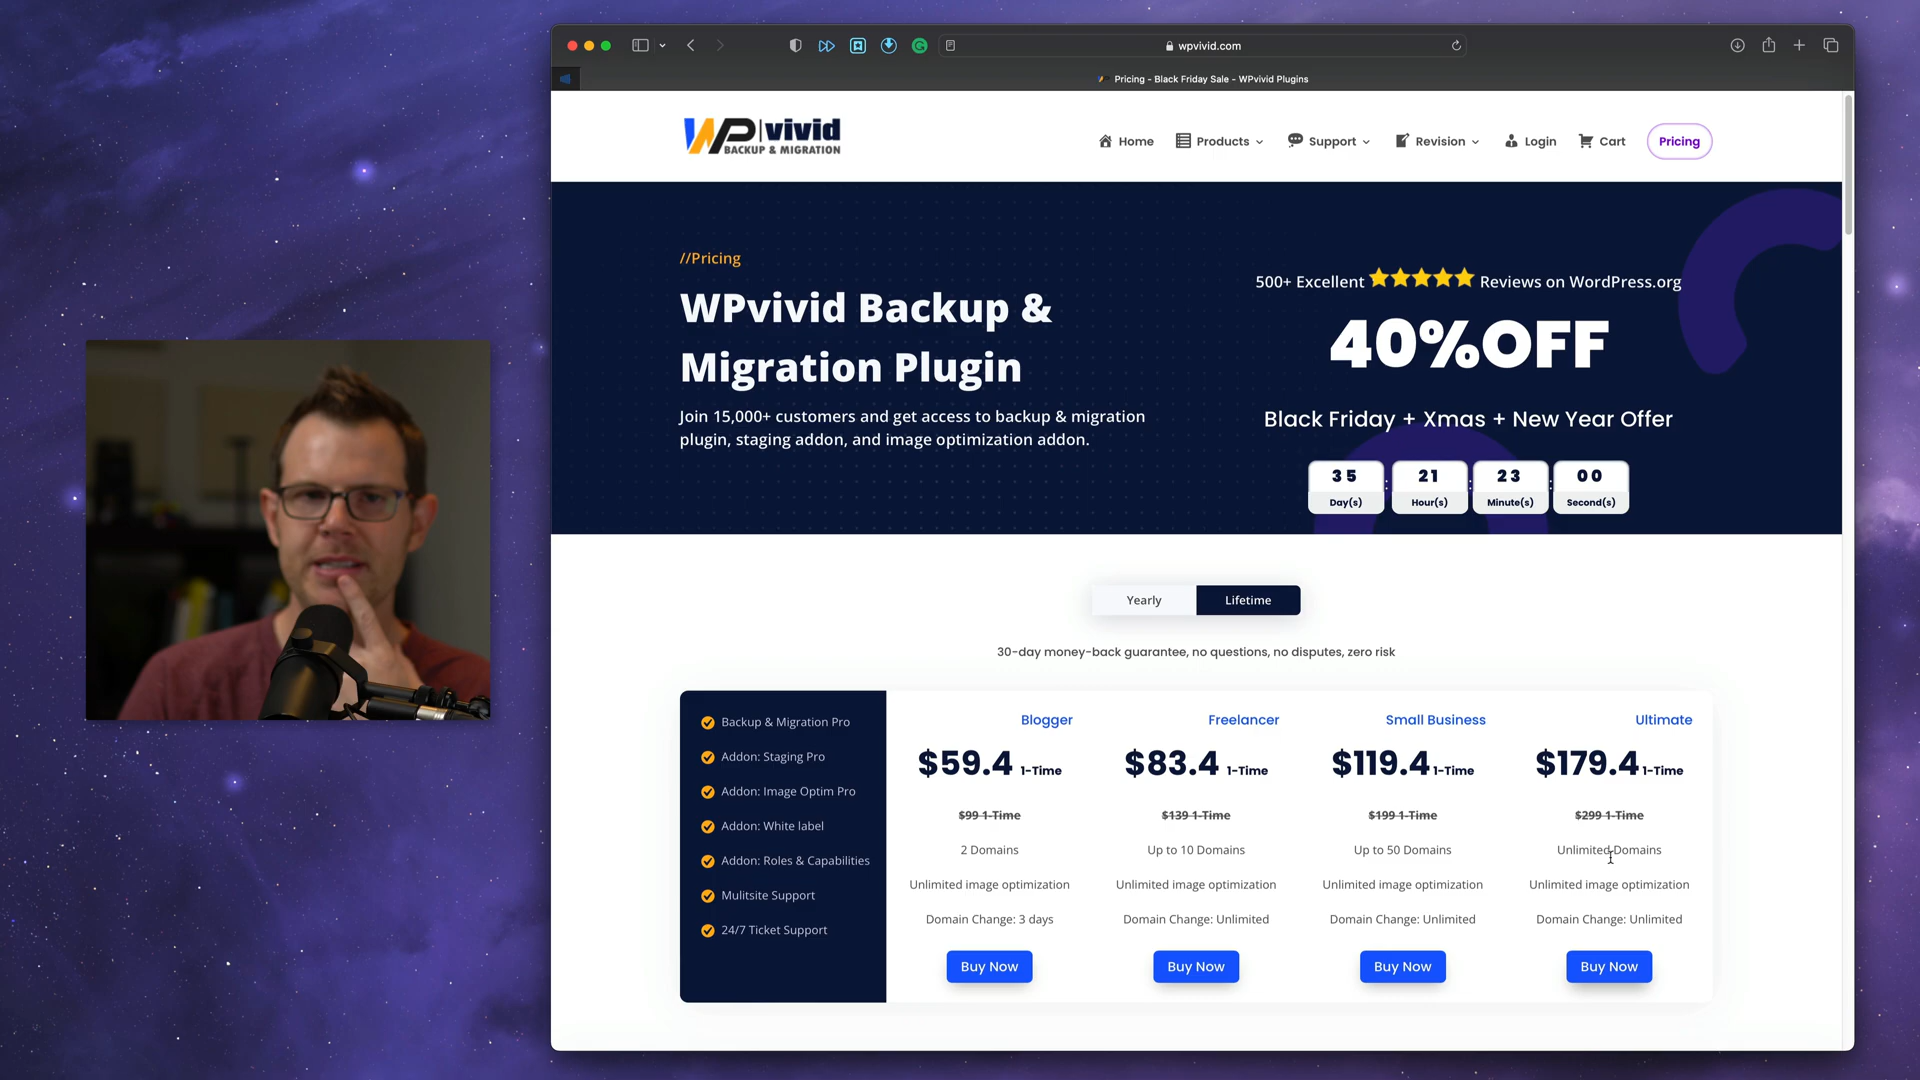 wpvivid.com
Pricing - Black Friday Sale - WPvivid Plugins
WP|vivid
BACKUP & MIGRATION
Home
Products
Support
Revision
Login
Cart
Pricing
//Pricing
WPvivid Backup &
Migration Plugin
Join 15,000+ customers and get access to backup & migration
plugin, staging addon, and image optimization addon.
500+ Excellent ⭐⭐⭐⭐⭐ Reviews on WordPress.org
40%OFF
Black Friday + Xmas + New Year Offer
35 : 21 : 23 : 00
Day(s) Hour(s) Minute(s) Second(s)
Yearly
Lifetime
30-day money-back guarantee, no questions, no disputes, zero risk
Backup & Migration Pro
Addon: Staging Pro
Addon: Image Optim Pro
Addon: White label
Addon: Roles & Capabilities
Mulitsite Support
24/7 Ticket Support
Blogger
$59.4 1-Time
$99 1-Time
2 Domains
Unlimited image optimization
Domain Change: 3 days
Buy Now
Freelancer
$83.4 1-Time
$139 1-Time
Up to 10 Domains
Unlimited image optimization
Domain Change: Unlimited
Buy Now
Small Business
$119.4 1-Time
$199 1-Time
Up to 50 Domains
Unlimited image optimization
Domain Change: Unlimited
Buy Now
Ultimate
$179.4 1-Time
$299 1-Time
Unlimited Domains
Unlimited image optimization
Domain Change: Unlimited
Buy Now